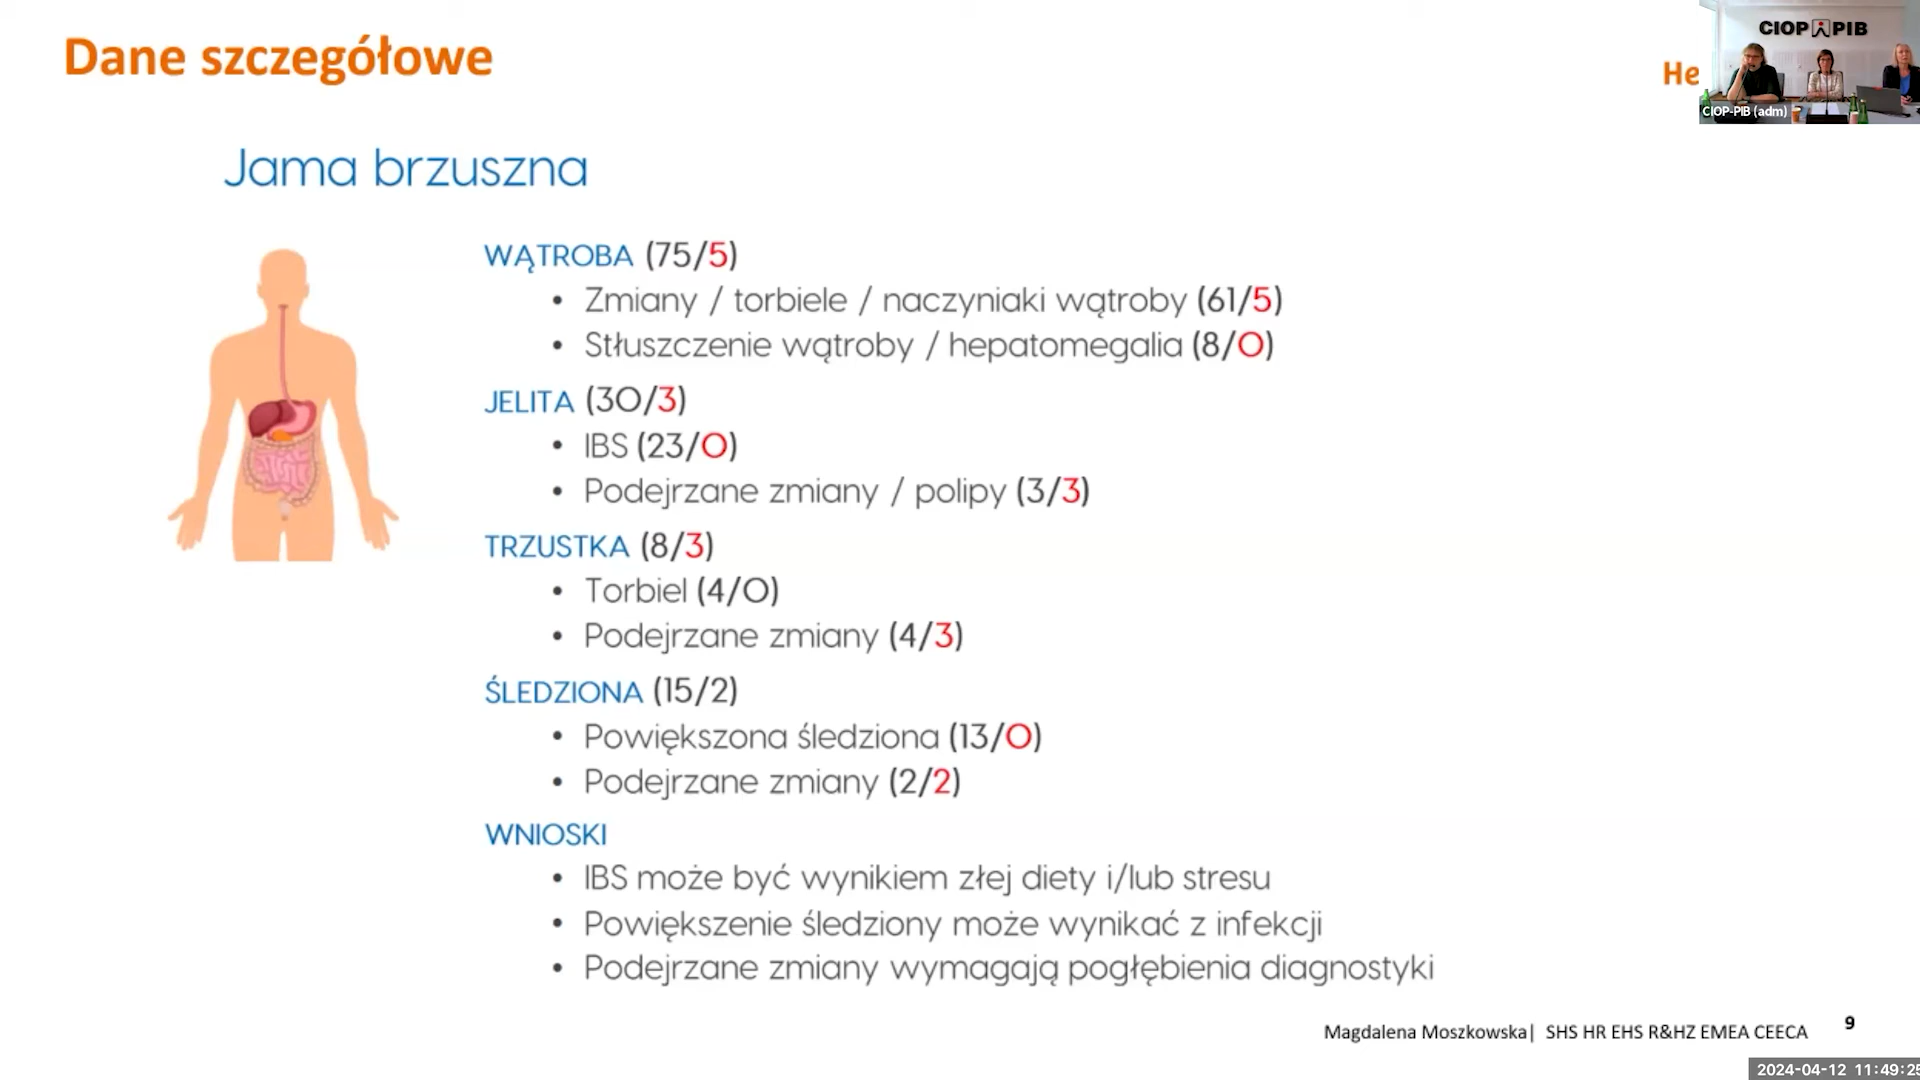 Dane szczegółowe
He
CIOP PIB
CIOP-PIB (adm)
Jama brzuszna
WĄTROBA (75/5)
• Zmiany / torbiele / naczyniaki wątroby (61/5)
• Stłuszczenie wątroby / hepatomegalia (8/0)
JELITA (30/3)
• IBS (23/0)
• Podejrzane zmiany / polipy (3/3)
TRZUSTKA (8/3)
• Torbiel (4/0)
• Podejrzane zmiany (4/3)
ŚLEDZIONA (15/2)
• Powiększona śledziona (13/0)
• Podejrzane zmiany (2/2)
WNIOSKI
• IBS może być wynikiem złej diety i/lub stresu
• Powiększenie śledziony może wynikać z infekcji
• Podejrzane zmiany wymagają pogłębienia diagnostyki
Magdalena Moszkowska| SHS HR EHS R&HZ EMEA CEECA
9
2024-04-12 11:49:25